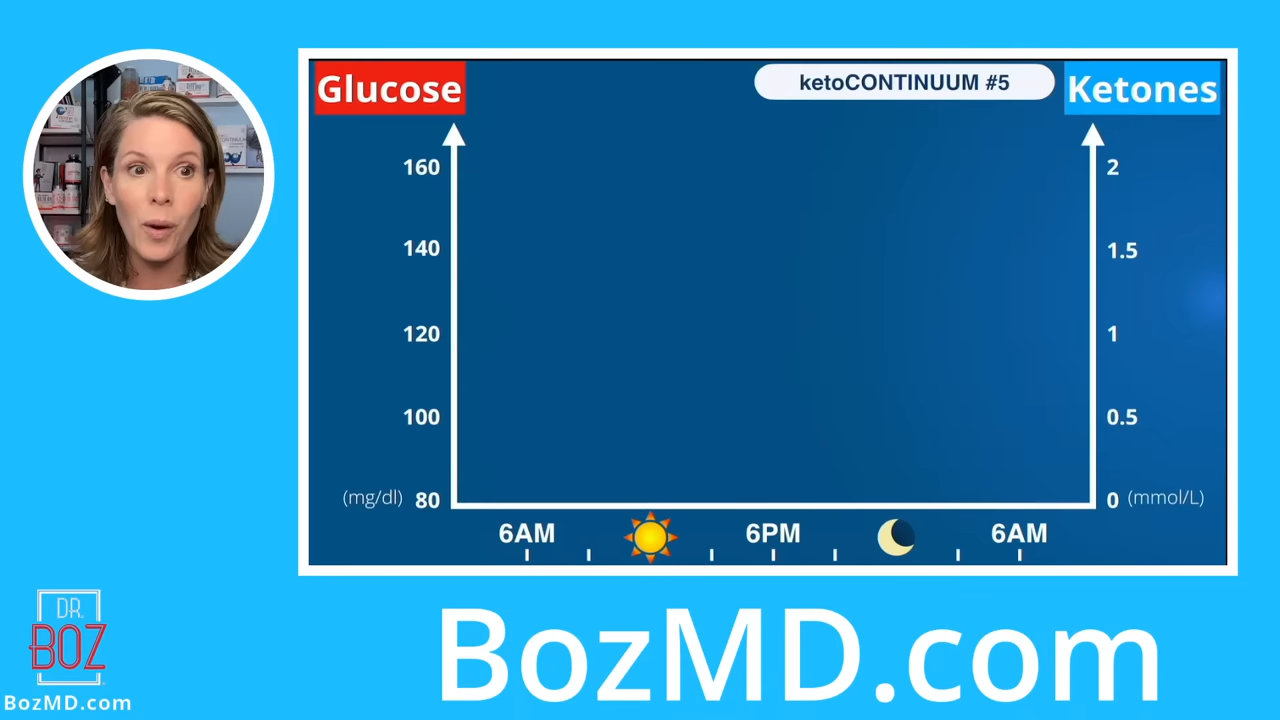 Glucose
ketoCONTINUUM #5
Ketones
160
2
140
1.5
120
1
100
0.5
(mg/dl) 80
0 (mmol/L)
6AM
6PM
6AM
DR.
BOZ
BozMD.com
BozMD.com